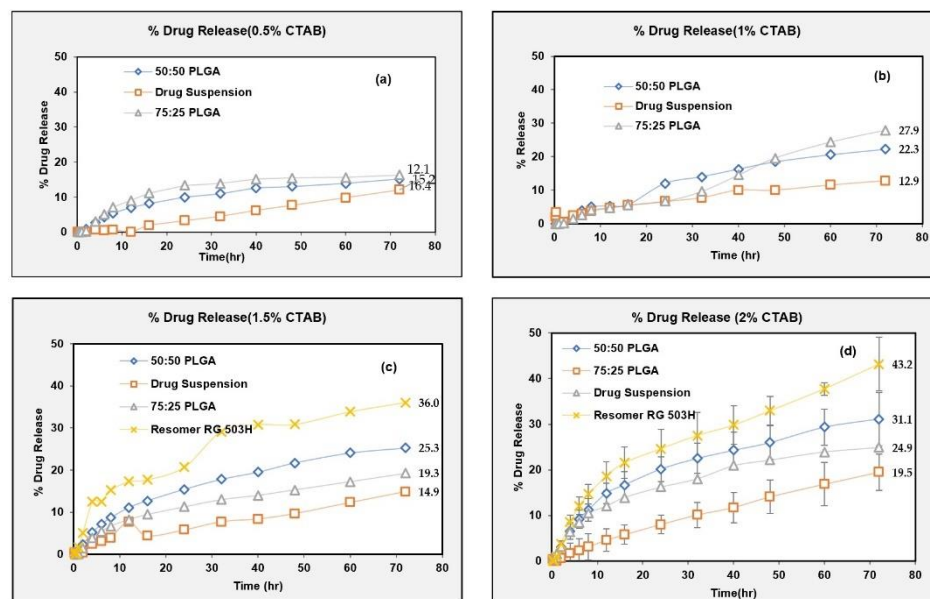 % Drug Release(0.5% CTAB)
50
40
30
20
10
0
% Drug Release
50:50 PLGA
Drug Suspension
75:25 PLGA
(a)
12.1
15.2
16.4
0 10 20 30 40 50 60 70 80
Time(hr)
% Drug Release(1% CTAB)
50
40
30
20
10
0
% Release
50:50 PLGA
Drug Suspension
75:25 PLGA
(b)
27.9
22.3
12.9
0 10 20 30 40 50 60 70 80
Time(hr)
% Drug Release(1.5% CTAB)
50
40
30
20
10
0
% Drug Release
50:50 PLGA
Drug Suspension
75:25 PLGA
Resomer RG 503H
(c)
36.0
25.3
19.3
14.9
0 10 20 30 40 50 60 70 80
Time (hr)
% Drug Release (2% CTAB)
50
40
30
20
10
0
% Drug Release
50:50 PLGA
75:25 PLGA
Drug Suspension
Resomer RG 503H
(d)
43.2
31.1
24.9
19.5
0 10 20 30 40 50 60 70 80
Time (hr)